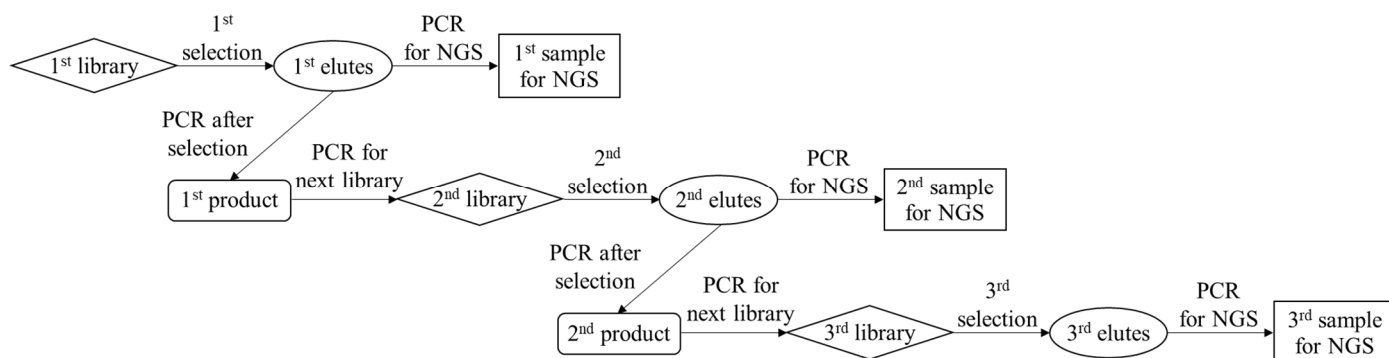 1st
selection
PCR
for NGS
1st library
1st elutes
1st sample
for NGS
PCR after
selection
PCR for
next library
2nd
selection
PCR
for NGS
1st product
2nd library
2nd elutes
2nd sample
for NGS
PCR after
selection
PCR for
next library
3rd
selection
PCR
for NGS
2nd product
3rd library
3rd elutes
3rd sample
for NGS